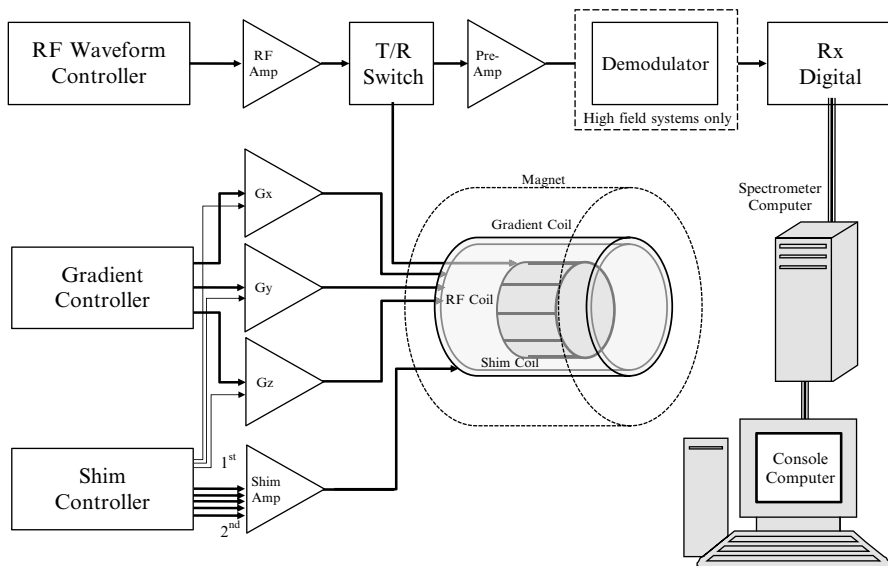 RF Waveform
Controller
RF
Amp
T/R
Switch
Pre-
Amp
Demodulator
High field systems only
Rx
Digital
Spectrometer
Computer
Gx
Gy
Gz
Gradient
Controller
Magnet
Gradient Coil
RF Coil
Shim Coil
Shim
Controller
1st
2nd
Shim
Amp
Console
Computer